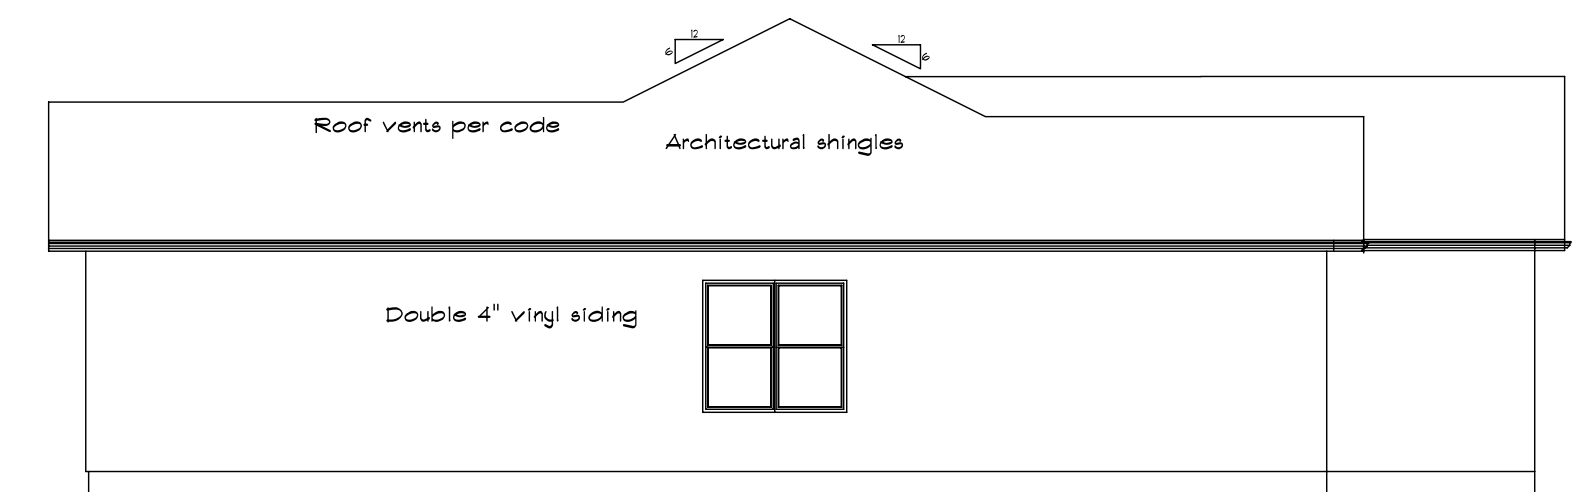 12
6
12
6
Roof vents per code
Architectural shingles
Double 4" vinyl siding